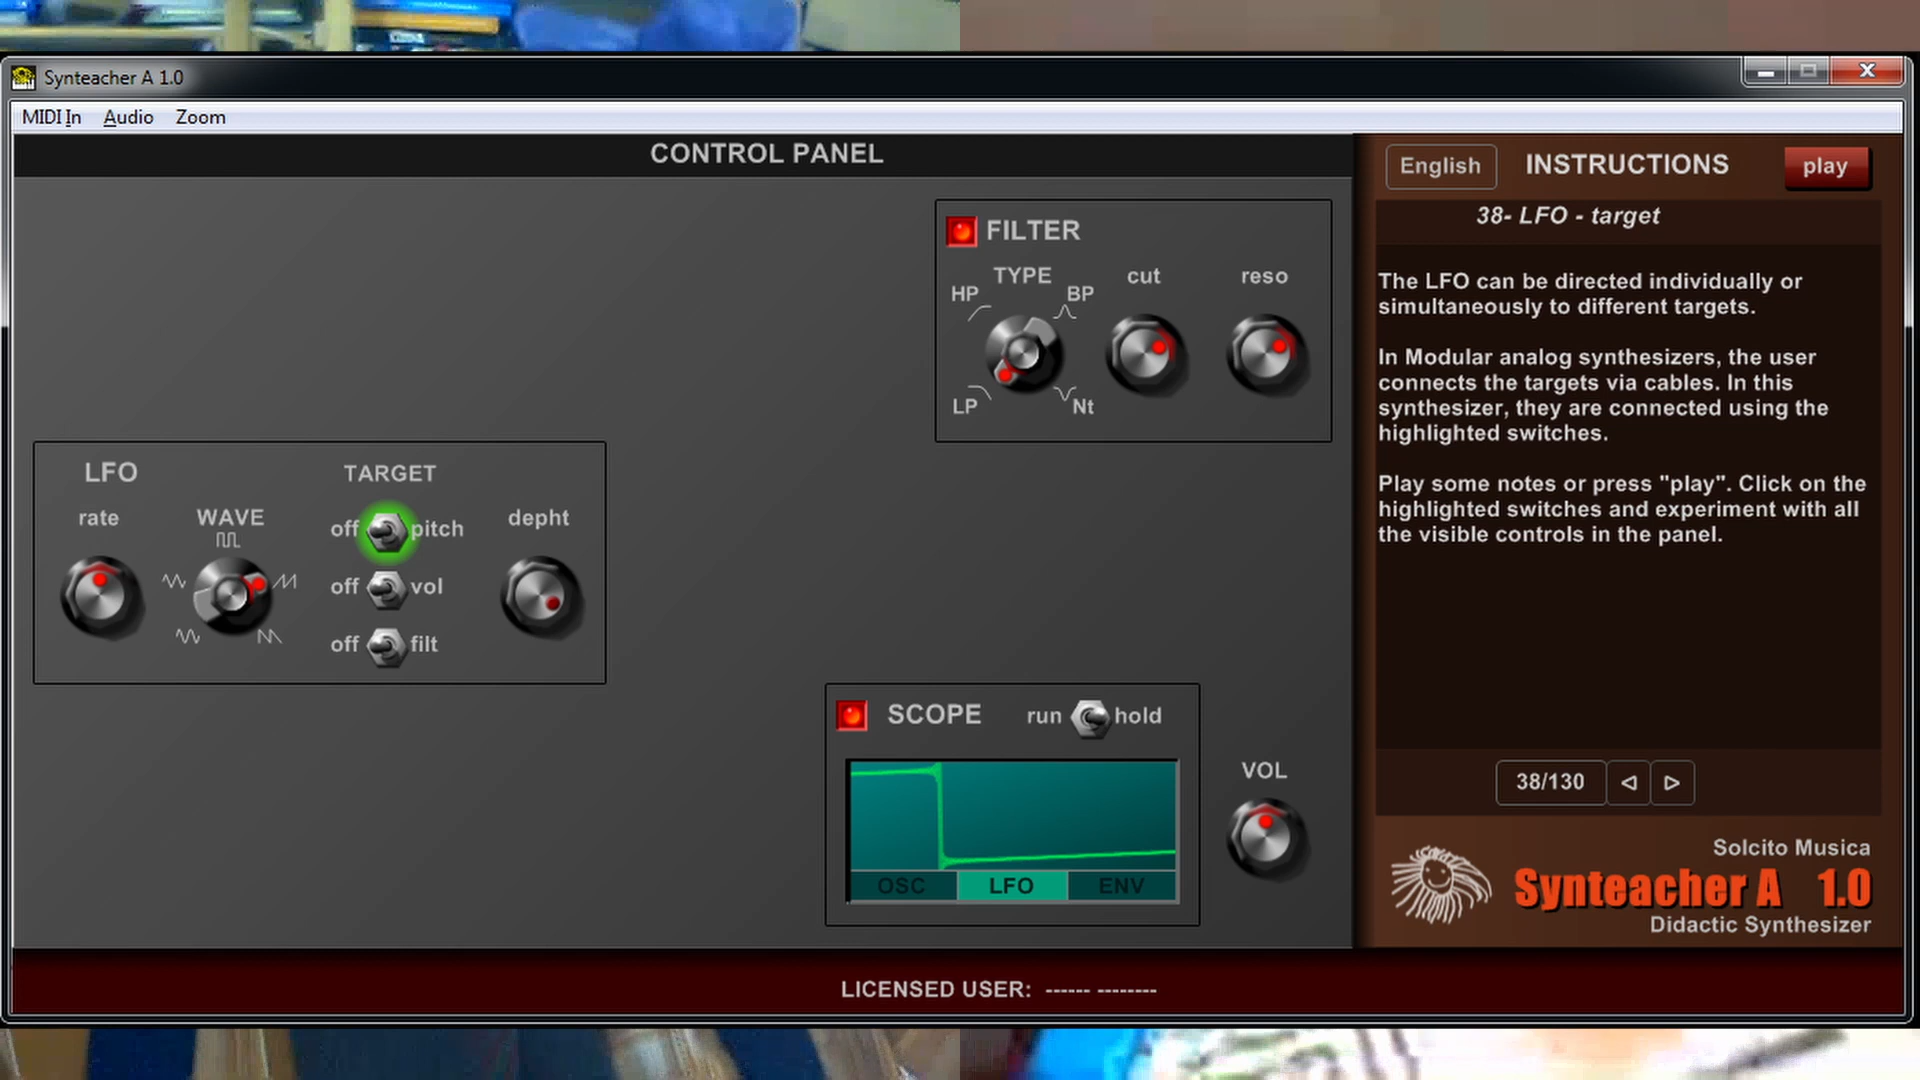 Synteacher A 1.0
MIDI In Audio Zoom
CONTROL PANEL
FILTER
TYPE cut reso
HP BP
LP Nt
LFO TARGET
rate WAVE depht
off pitch
off vol
off filt
SCOPE run hold
OSC LFO ENV
VOL
English INSTRUCTIONS play
38- LFO - target
The LFO can be directed individually or
simultaneously to different targets.
In Modular analog synthesizers, the user
connects the targets via cables. In this
synthesizer, they are connected using the
highlighted switches.
Play some notes or press "play". Click on the
highlighted switches and experiment with all
the visible controls in the panel.
38/130
Solcito Musica
Synteacher A 1.0
Didactic Synthesizer
LICENSED USER: ------ --------